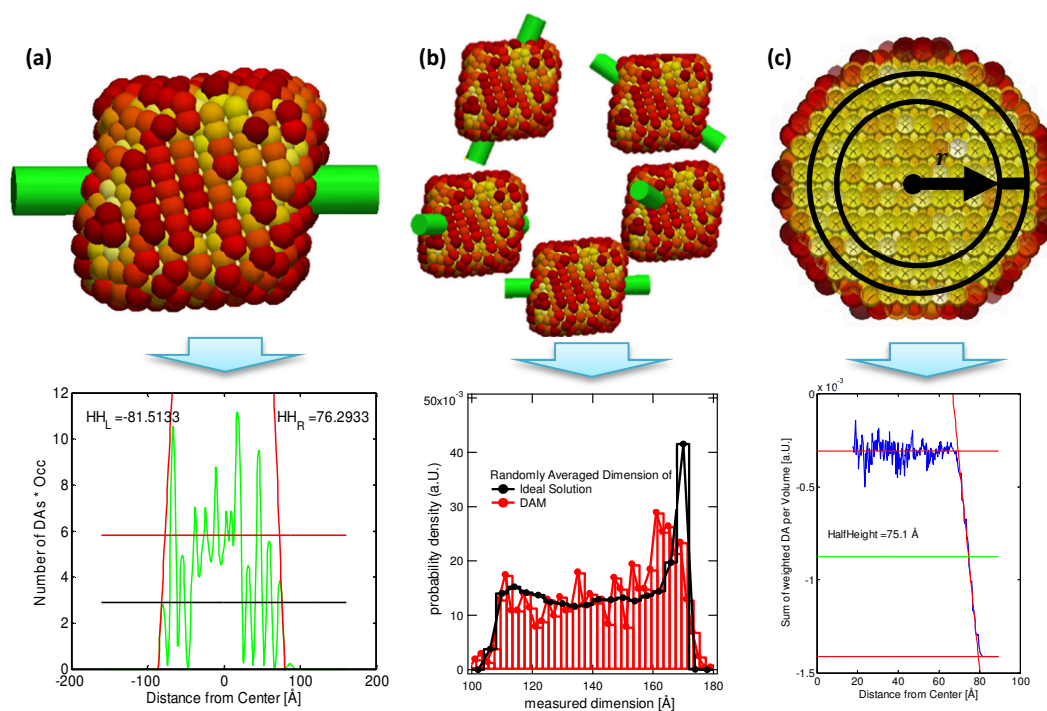 (a)
(b)
(c)
r
12
10
8
6
4
2
0
Number of DAs * Occ
HH_L =-81.5133
HH_R =76.2933
-200
-100
0
100
200
Distance from Center [Å]
50x10⁻³
40
30
20
10
0
probability density (a.U.)
Randomly Averaged Dimension of
Ideal Solution
DAM
100
120
140
160
180
measured dimension [Å]
x 10⁻³
0
-0.5
-1
-1.5
Sum of weighted DA per Volume [a.U.]
HalfHeight =75.1 Å
0
20
40
60
80
100
Distance from Center [Å]